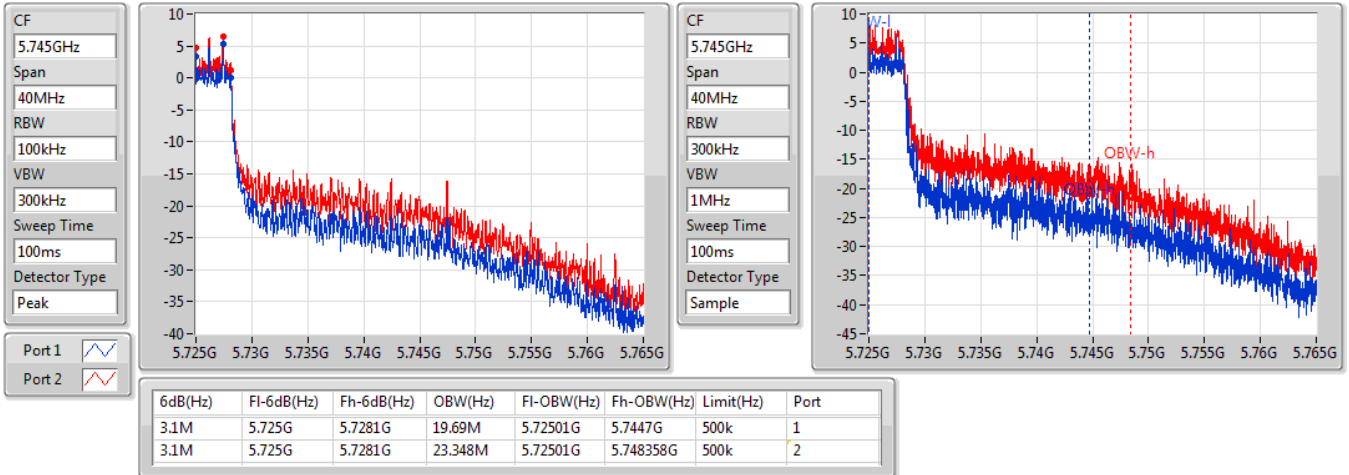 CF
5.745GHz
Span
40MHz
RBW
100kHz
VBW
300kHz
Sweep Time
100ms
Detector Type
Peak
Port 1
Port 2
10
5
0
-5
-10
-15
-20
-25
-30
-35
-40
5.725G 5.73G 5.735G 5.74G 5.745G 5.75G 5.755G 5.76G 5.765G
CF
5.745GHz
Span
40MHz
RBW
300kHz
VBW
1MHz
Sweep Time
100ms
Detector Type
Sample
10
5
0
-5
-10
-15
-20
-25
-30
-35
-40
-45
W-l
OBW-h
OBW-h
5.725G 5.73G 5.735G 5.74G 5.745G 5.75G 5.755G 5.76G 5.765G
6dB(Hz) Fl-6dB(Hz) Fh-6dB(Hz) OBW(Hz) Fl-OBW(Hz) Fh-OBW(Hz) Limit(Hz) Port
3.1M 5.725G 5.7281G 19.69M 5.72501G 5.7447G 500k 1
3.1M 5.725G 5.7281G 23.348M 5.72501G 5.748358G 500k 2